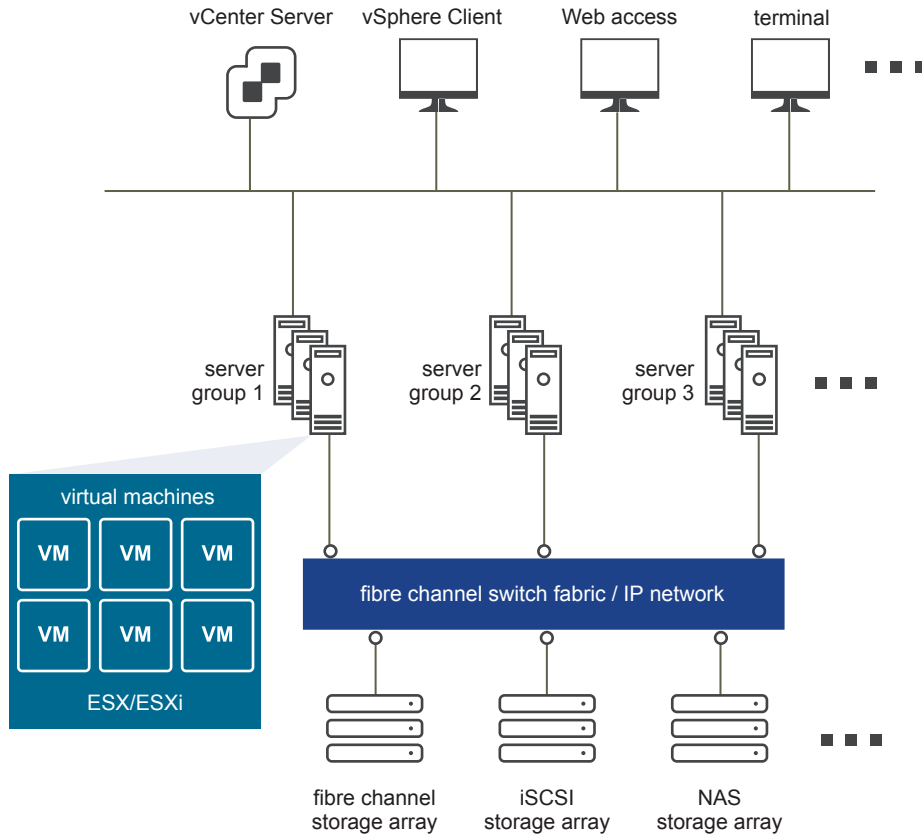 vCenter Server
vSphere Client
Web access
terminal
server
group 1
server
group 2
server
group 3
virtual machines
VM
VM
VM
VM
VM
VM
ESX/ESXi
fibre channel switch fabric / IP network
fibre channel
storage array
iSCSI
storage array
NAS
storage array